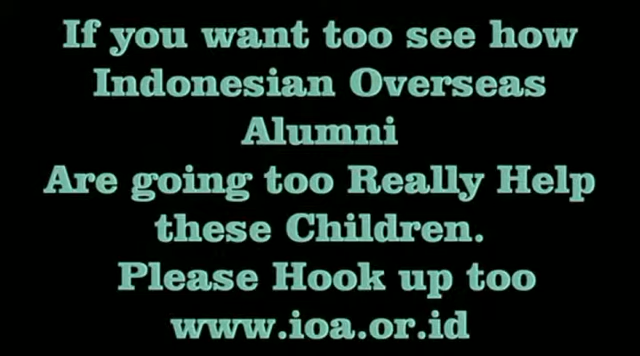 If you want too see how
Indonesian Overseas
Alumni
Are going too Really Help
these Children.
Please Hook up too
www.ioa.or.id